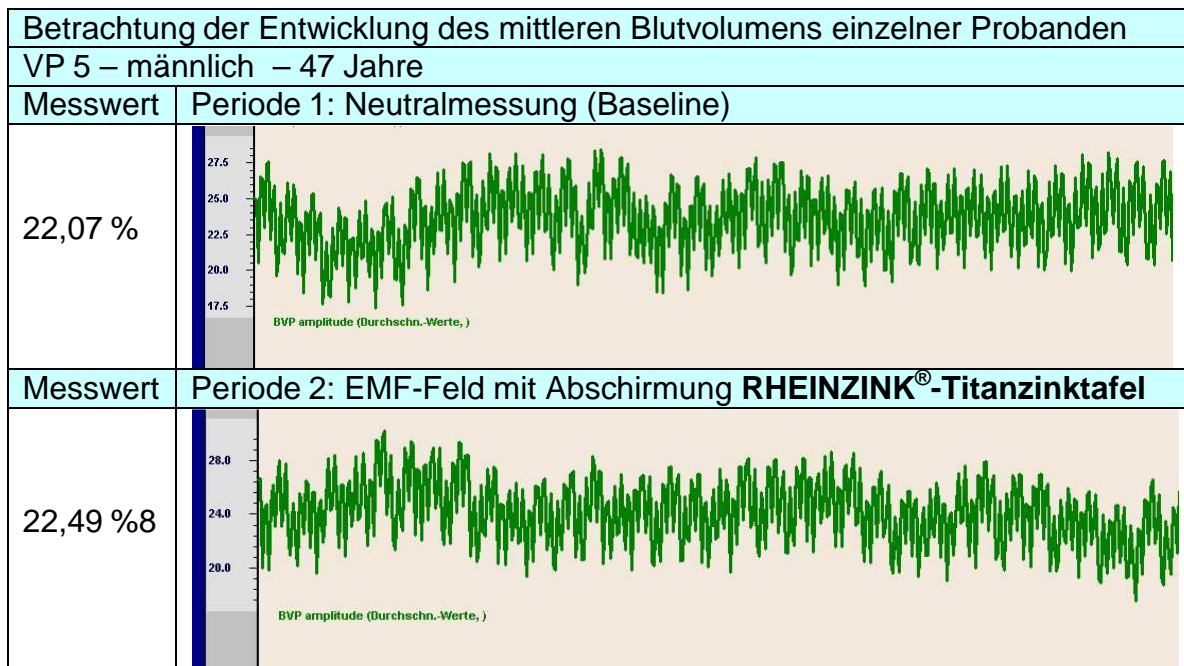 Betrachtung der Entwicklung des mittleren Blutvolumens einzelner Probanden
VP 5 – männlich – 47 Jahre
Messwert Periode 1: Neutralmessung (Baseline)
22,07 %
27.5
25.0
22.5
20.0
17.5
BVP amplitude (Durchschn.-Werte, )
Messwert Periode 2: EMF-Feld mit Abschirmung RHEINZINK®-Titanzinktafel
22,49 %8
28.0
24.0
20.0
BVP amplitude (Durchschn.-Werte, )